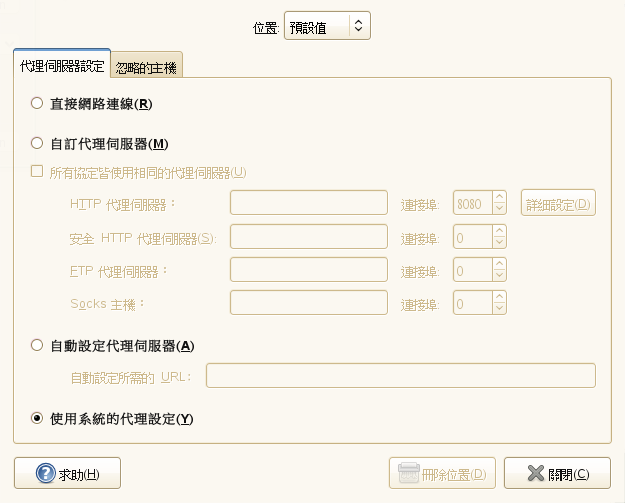 位置: 預設值
代理伺服器設定 忽略的主機
直接網路連線(R)
自訂代理伺服器(M)
所有協定皆使用相同的代理伺服器(U)
HTTP 代理伺服器： 連接埠: 8080 詳細設定(D)
安全 HTTP 代理伺服器(S): 連接埠: 0
FTP 代理伺服器： 連接埠: 0
Socks 主機： 連接埠: 0
自動設定代理伺服器(A)
自動設定所需的 URL:
使用系統的代理設定(Y)
求助(H) 刪除位置(D) 關閉(C)